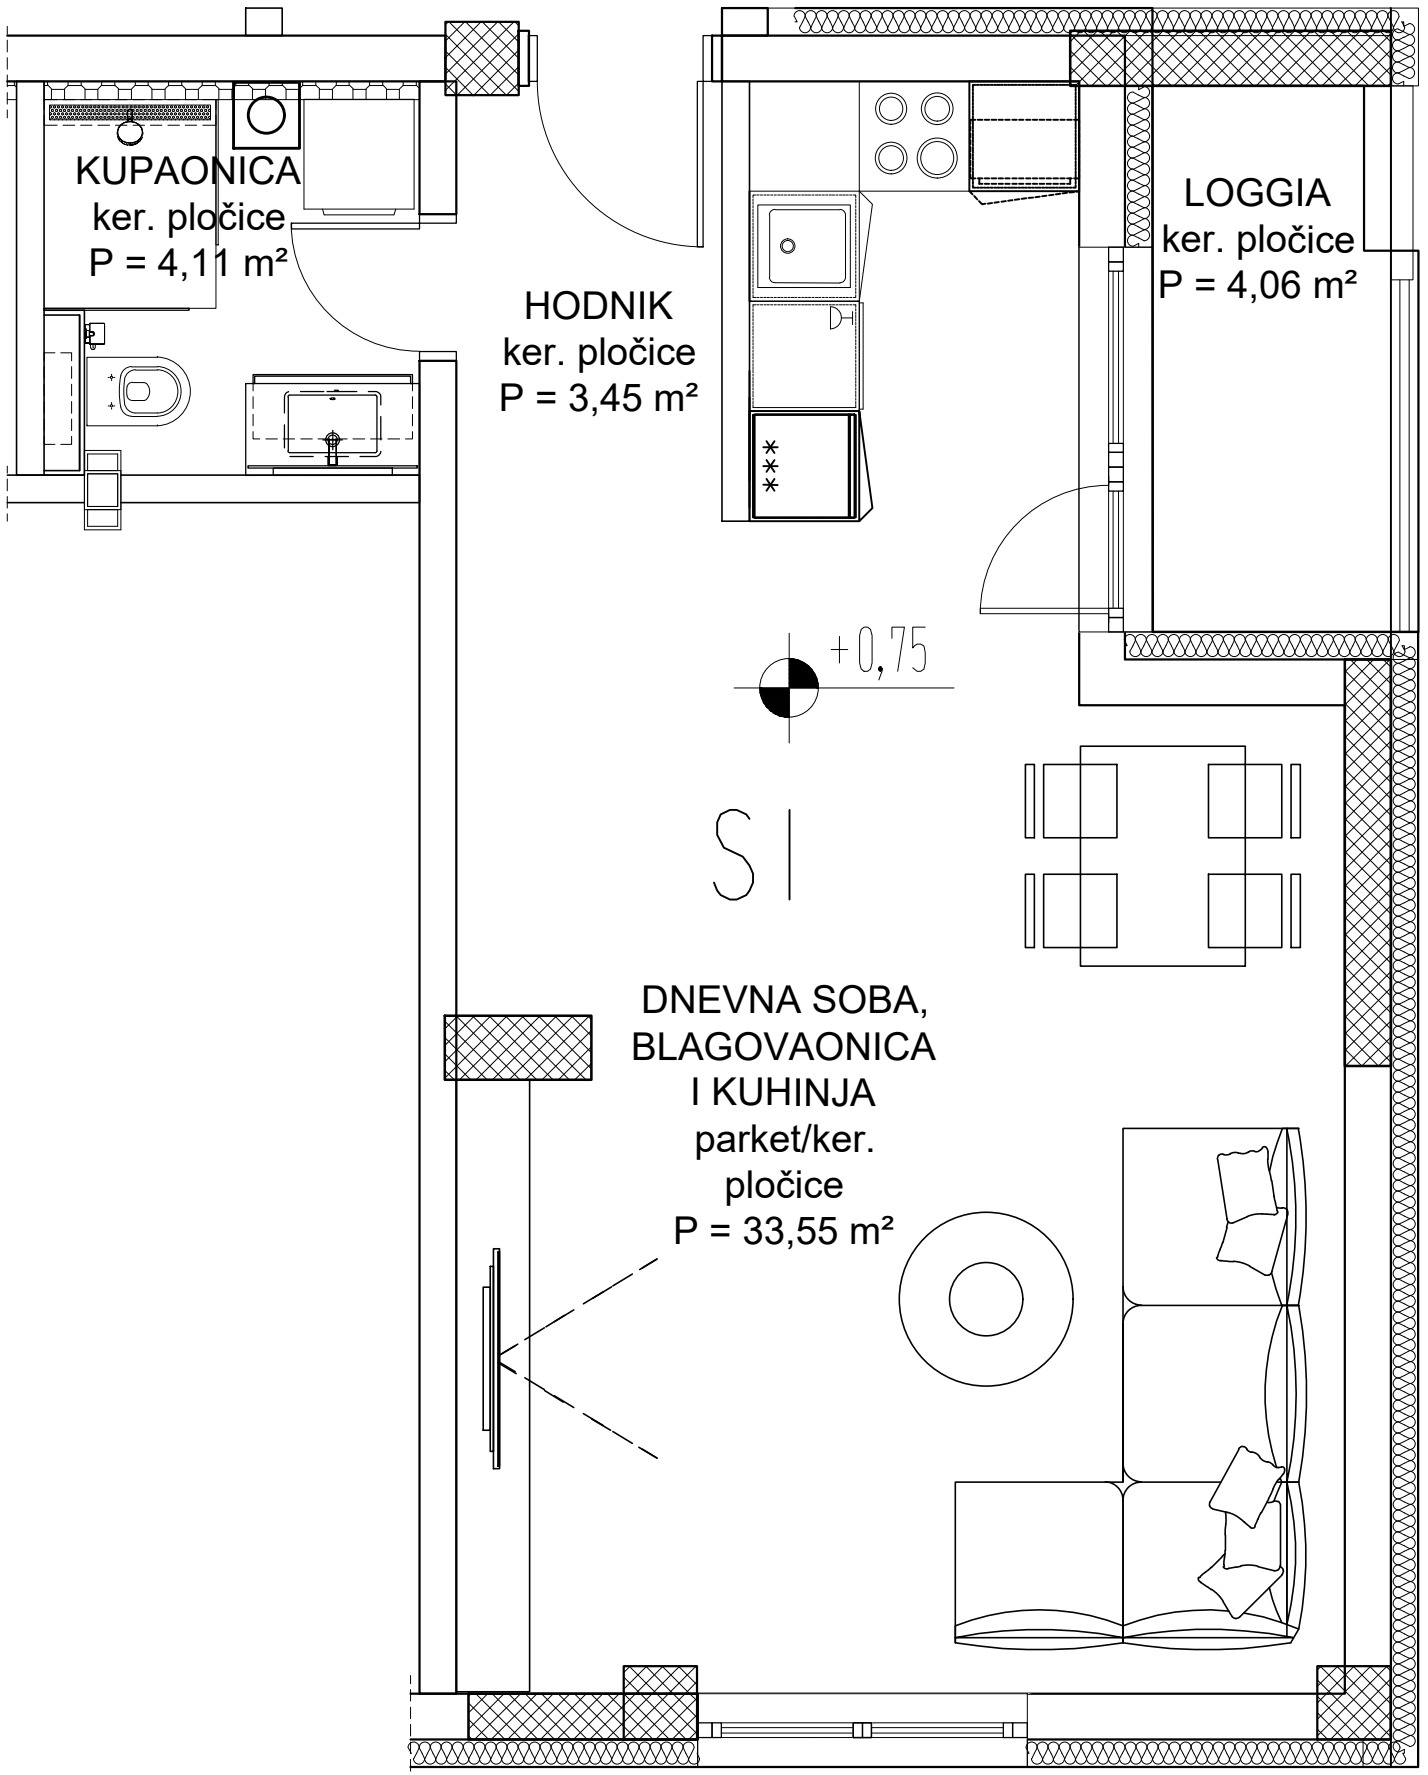 KUPAONICA
ker. pločice
P = 4,11 m²
LOGGIA
ker. pločice
P = 4,06 m²
HODNIK
ker. pločice
P = 3,45 m²
***
+0,75
S1
DNEVNA SOBA,
BLAGOVAONICA
I KUHINJA
parket/ker.
pločice
P = 33,55 m²